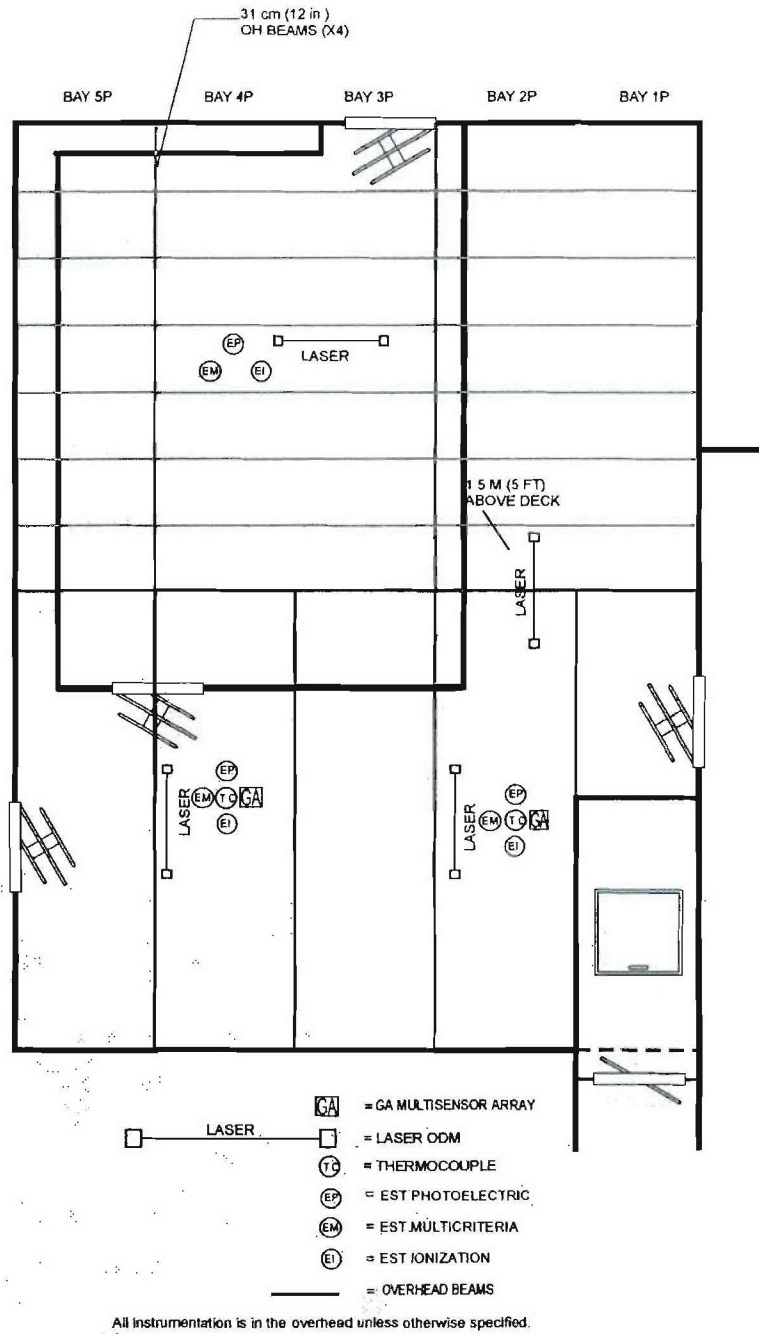 31 cm (12 in )
OH BEAMS (X4)
BAY 5P BAY 4P BAY 3P BAY 2P BAY 1P
EP
LASER
EM EI
1 5 M (5 FT)
ABOVE DECK
LASER
EP
LASER
EM TC GA
EI
EP
LASER
EM TC GA
EI
GA = GA MULTISENSOR ARRAY
LASER = LASER ODM
TC = THERMOCOUPLE
EP = EST PHOTOELECTRIC
EM = EST MULTICRITERIA
EI = EST IONIZATION
= OVERHEAD BEAMS
All instrumentation is in the overhead unless otherwise specified.